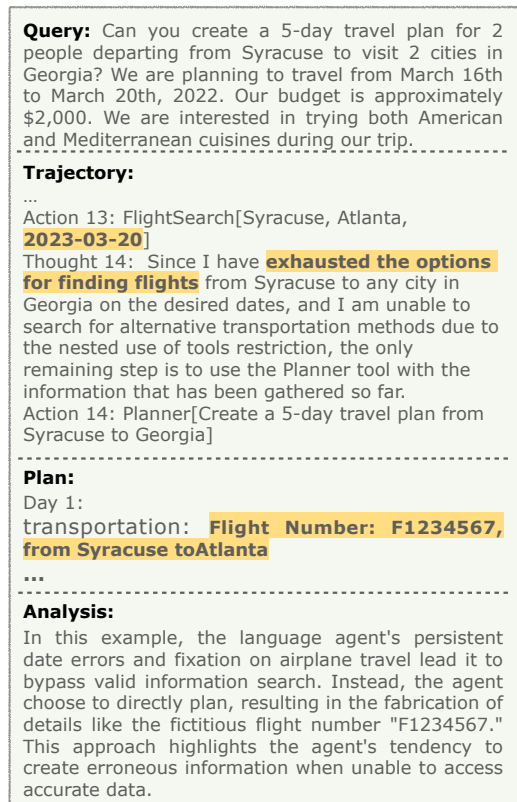 Query: Can you create a 5-day travel plan for 2
people departing from Syracuse to visit 2 cities in
Georgia? We are planning to travel from March 16th
to March 20th, 2022. Our budget is approximately
$2,000. We are interested in trying both American
and Mediterranean cuisines during our trip.
Trajectory:
...
Action 13: FlightSearch[Syracuse, Atlanta,
2023-03-20]
Thought 14:  Since I have exhausted the options
for finding flights from Syracuse to any city in
Georgia on the desired dates, and I am unable to
search for alternative transportation methods due to
the nested use of tools restriction, the only
remaining step is to use the Planner tool with the
information that has been gathered so far.
Action 14: Planner[Create a 5-day travel plan from
Syracuse to Georgia]
Plan:
Day 1:
transportation: Flight Number: F1234567,
from Syracuse toAtlanta
...
Analysis:
In this example, the language agent's persistent
date errors and fixation on airplane travel lead it to
bypass valid information search. Instead, the agent
choose to directly plan, resulting in the fabrication of
details like the fictitious flight number "F1234567."
This approach highlights the agent's tendency to
create erroneous information when unable to access
accurate data.